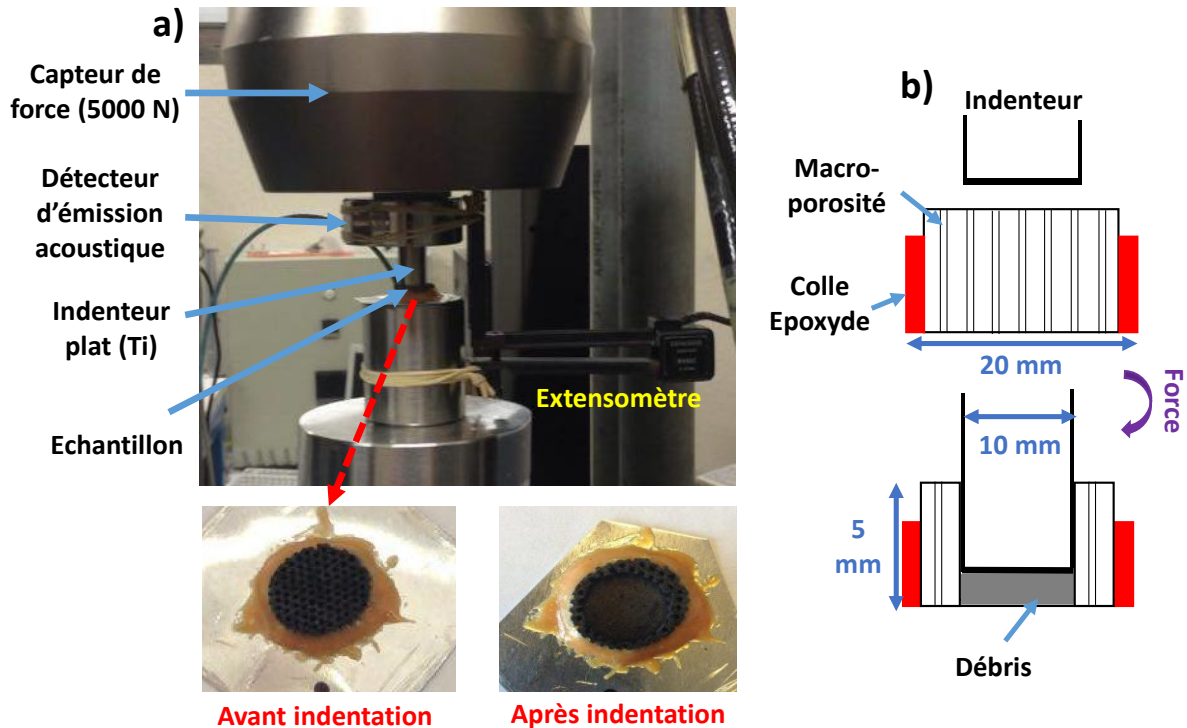 a)
Capteur de
force (5000 N)
Détecteur
d'émission
acoustique
Indenteur
plat (Ti)
Echantillon
Extensomètre
Avant indentation
Après indentation
b)
Indenteur
Macro-
porosité
Colle
Epoxyde
20 mm
Force
10 mm
5
mm
Débris